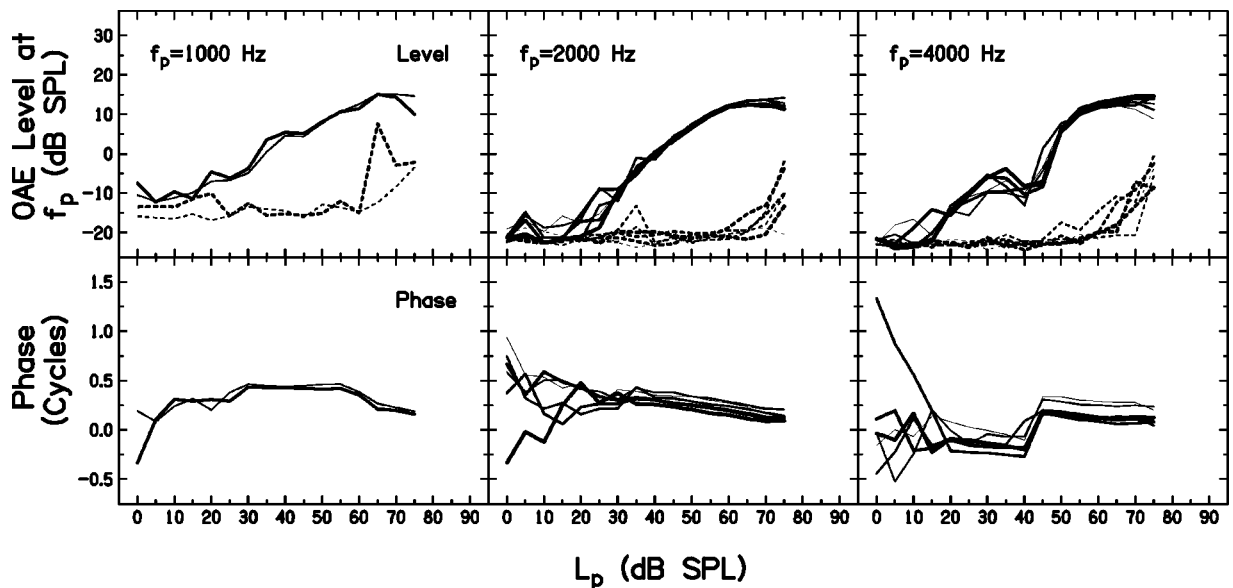 OAE Level at
f_p (dB SPL)
30
20
10
0
−10
−20
f_p=1000 Hz Level
f_p=2000 Hz
f_p=4000 Hz
Phase
(Cycles)
1.5
1.0
0.5
0.0
−0.5
Phase
0 10 20 30 40 50 60 70 80 90
0 10 20 30 40 50 60 70 80 90
0 10 20 30 40 50 60 70 80 90
L_p (dB SPL)